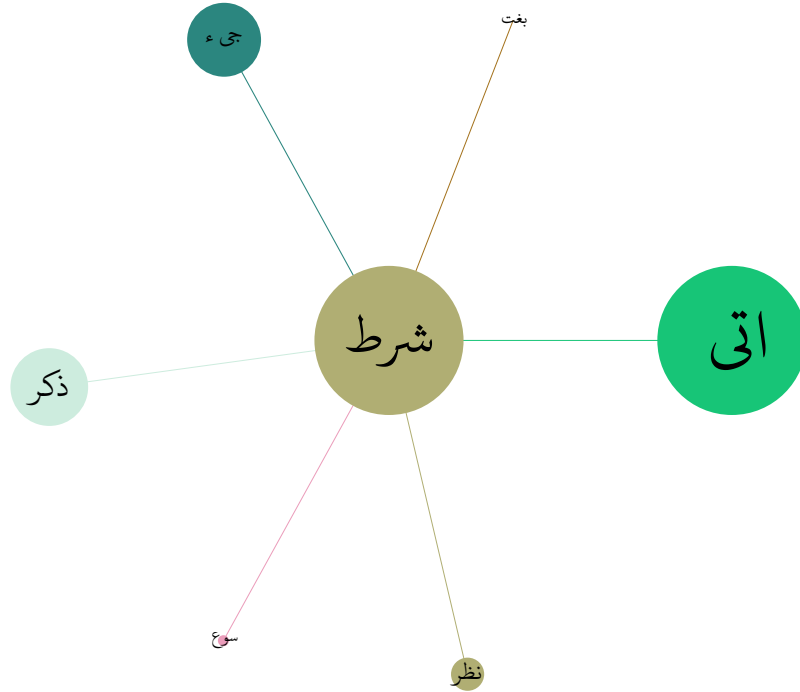 بغت
جی ء
شرط
اتی
ذکر
سوع
نظر